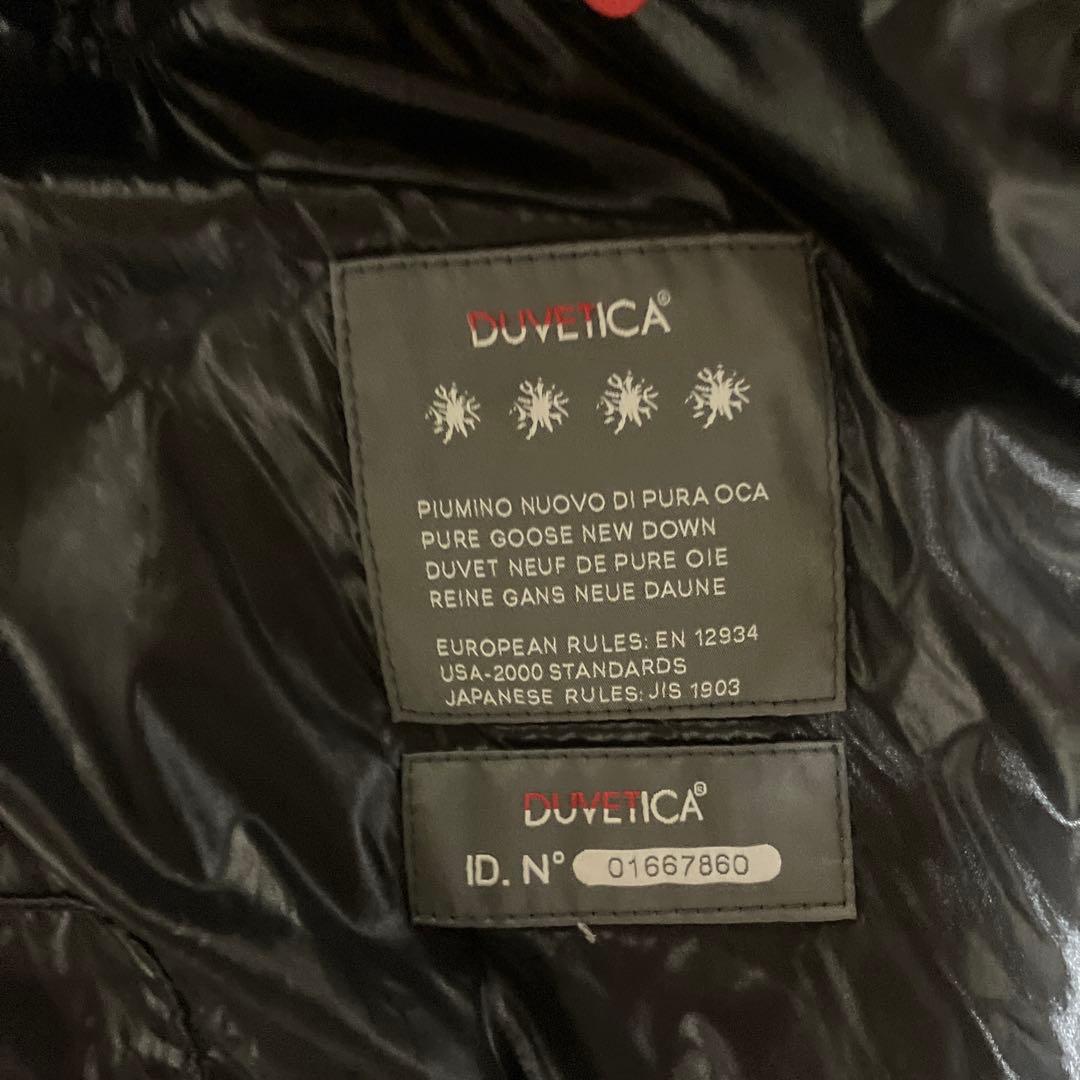 DUVETICA®
PIUMINO NUOVO DI PURA OCA
PURE GOOSE NEW DOWN
DUVET NEUF DE PURE OIE
REINE GANS NEUE DAUNE
EUROPEAN RULES: EN 12934
USA-2000 STANDARDS
JAPANESE RULES: JIS 1903
DUVETICA®
ID. N° 01667860